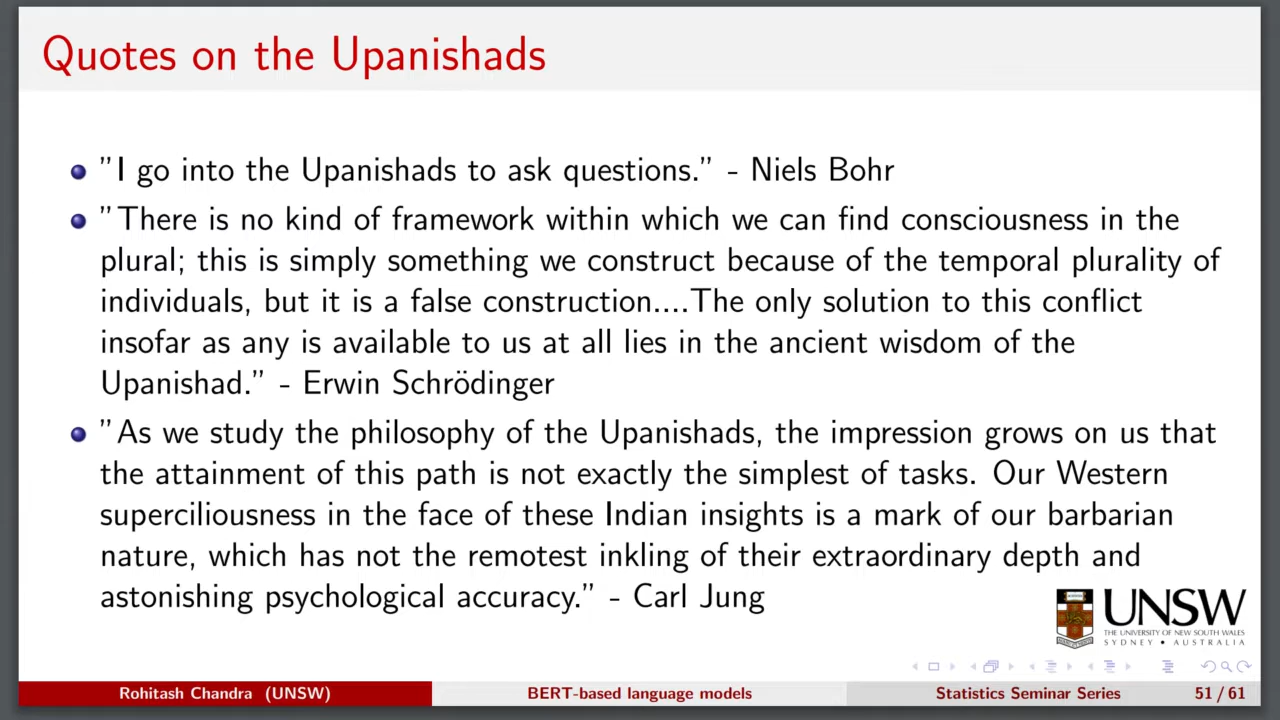 Quotes on the Upanishads
"I go into the Upanishads to ask questions." - Niels Bohr
"There is no kind of framework within which we can find consciousness in the
plural; this is simply something we construct because of the temporal plurality of
individuals, but it is a false construction....The only solution to this conflict
insofar as any is available to us at all lies in the ancient wisdom of the
Upanishad." - Erwin Schrödinger
"As we study the philosophy of the Upanishads, the impression grows on us that
the attainment of this path is not exactly the simplest of tasks. Our Western
superciliousness in the face of these Indian insights is a mark of our barbarian
nature, which has not the remotest inkling of their extraordinary depth and
astonishing psychological accuracy." - Carl Jung
UNSW
THE UNIVERSITY OF NEW SOUTH WALES
SYDNEY • AUSTRALIA
Rohitash Chandra (UNSW) BERT-based language models Statistics Seminar Series 51 / 61